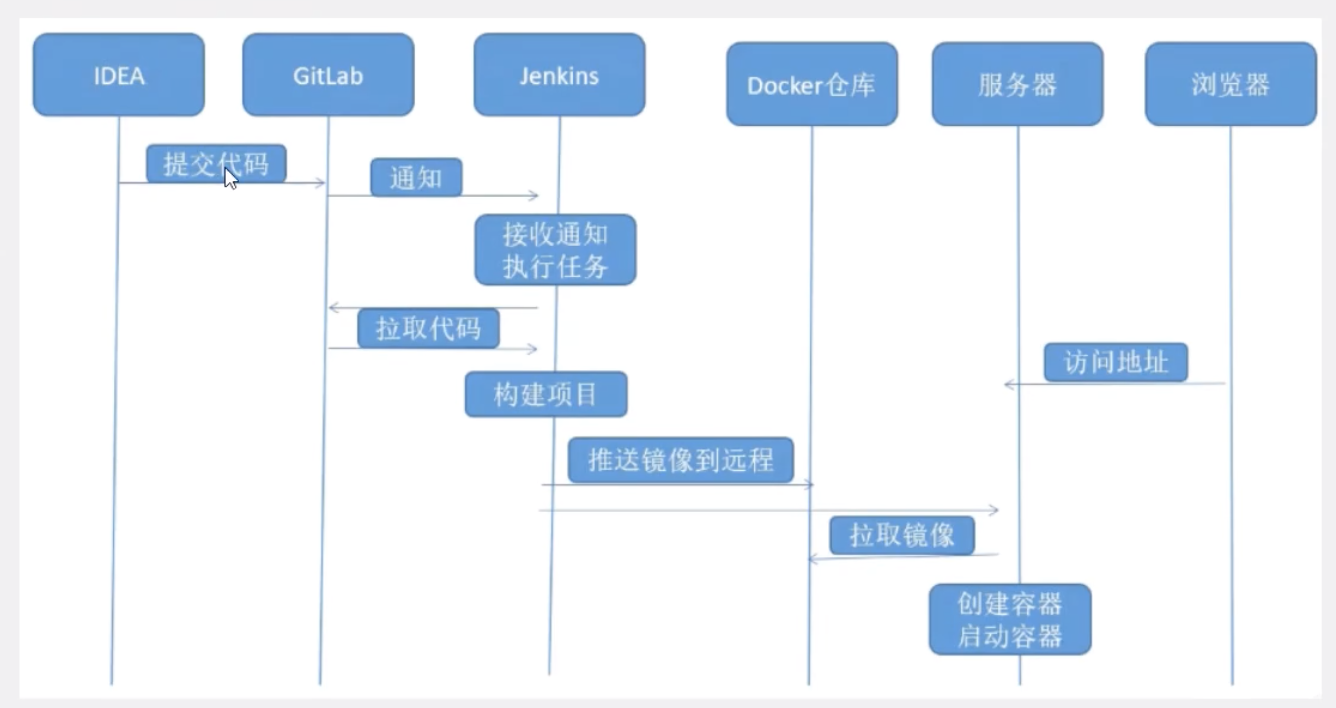 IDEA
GitLab
Jenkins
Docker仓库
服务器
浏览器
提交代码
通知
接收通知
执行任务
拉取代码
访问地址
构建项目
推送镜像到远程
拉取镜像
创建容器
启动容器